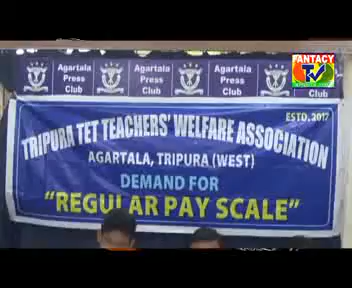 FANTACY
TV
Agartala
Press
Club
Agartala
Press
Club
Agartala
Press
Club
Club
ESTD. 2017
TRIPURA TET TEACHERS' WELFARE ASSOCIATION
AGARTALA, TRIPURA (WEST)
DEMAND FOR
"REGULAR PAY SCALE"